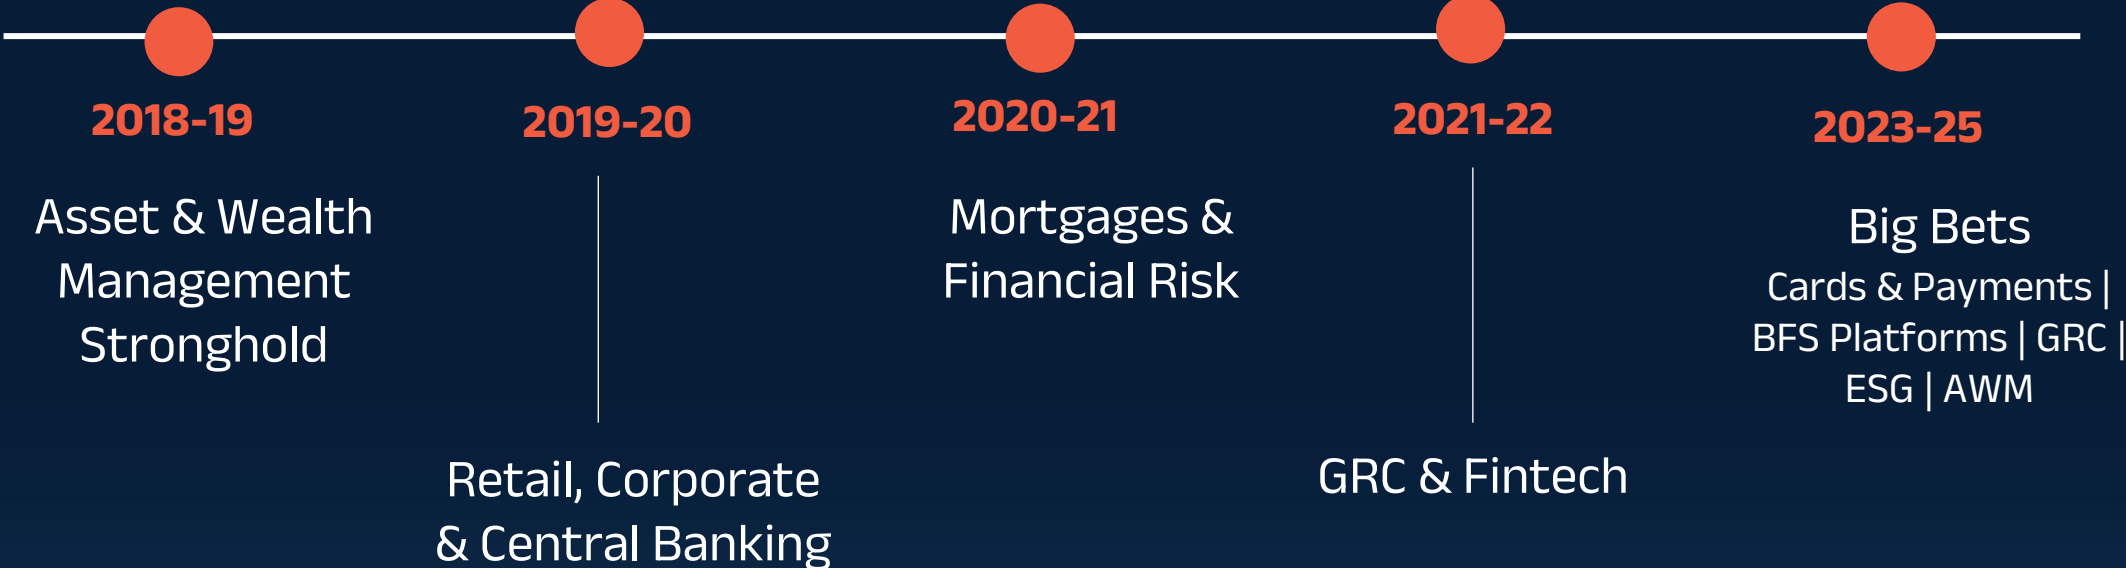 2018-19
Asset & Wealth
Management
Stronghold
2019-20
Retail, Corporate
& Central Banking
2020-21
Mortgages &
Financial Risk
2021-22
GRC & Fintech
2023-25
Big Bets
Cards & Payments |
BFS Platforms | GRC |
ESG | AWM